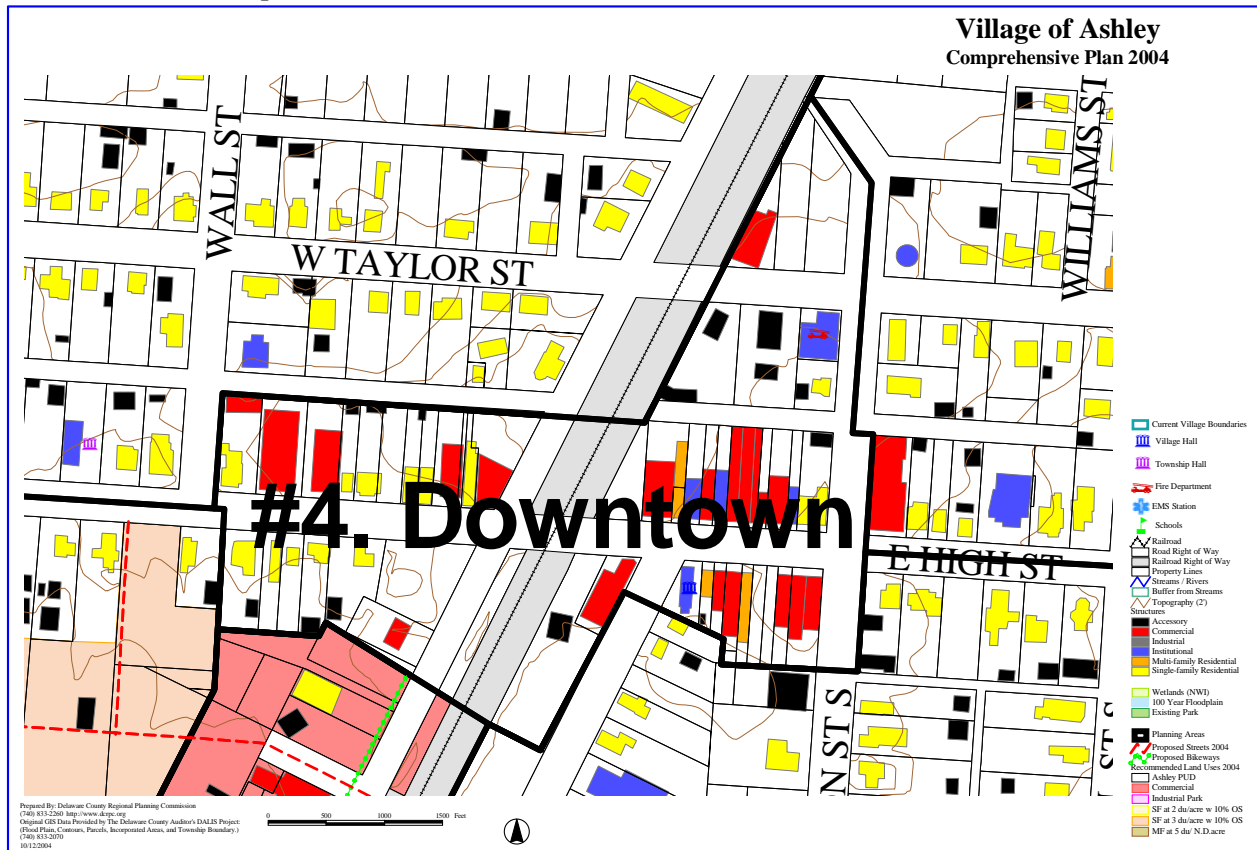 Village of Ashley
Comprehensive Plan 2004
WALL ST
W TAYLOR ST
WILLIAMS ST
#4. Downtown
E HIGH ST
ON ST S
ST S
Current Village Boundaries
Village Hall
Township Hall
Fire Department
EMS Station
Schools
Railroad
Road Right of Way
Railroad Right of Way
Property Lines
Streams / Rivers
Buffer from Streams
Topography (2')
Structures
Accessory
Commercial
Industrial
Institutional
Multi-family Residential
Single-family Residential
Wetlands (NWI)
100 Year Floodplain
Existing Park
Planning Areas
Proposed Streets 2004
Proposed Bikeways
Recommended Land Uses 2004
Ashley PUD
Commercial
Industrial Park
SF at 2 du/acre w 10% OS
SF at 3 du/acre w 10% OS
MF at 5 du/ N.D.acre
Prepared By: Delaware County Regional Planning Commission
(740) 833-2260 http://www.dcrpc.org
Original GIS Data Provided by The Delaware County Auditor's DALIS Project:
(Flood Plain, Contours, Parcels, Incorporated Areas, and Township Boundary.)
(740) 833-2070
10/12/2004
0 500 1000 1500 Feet